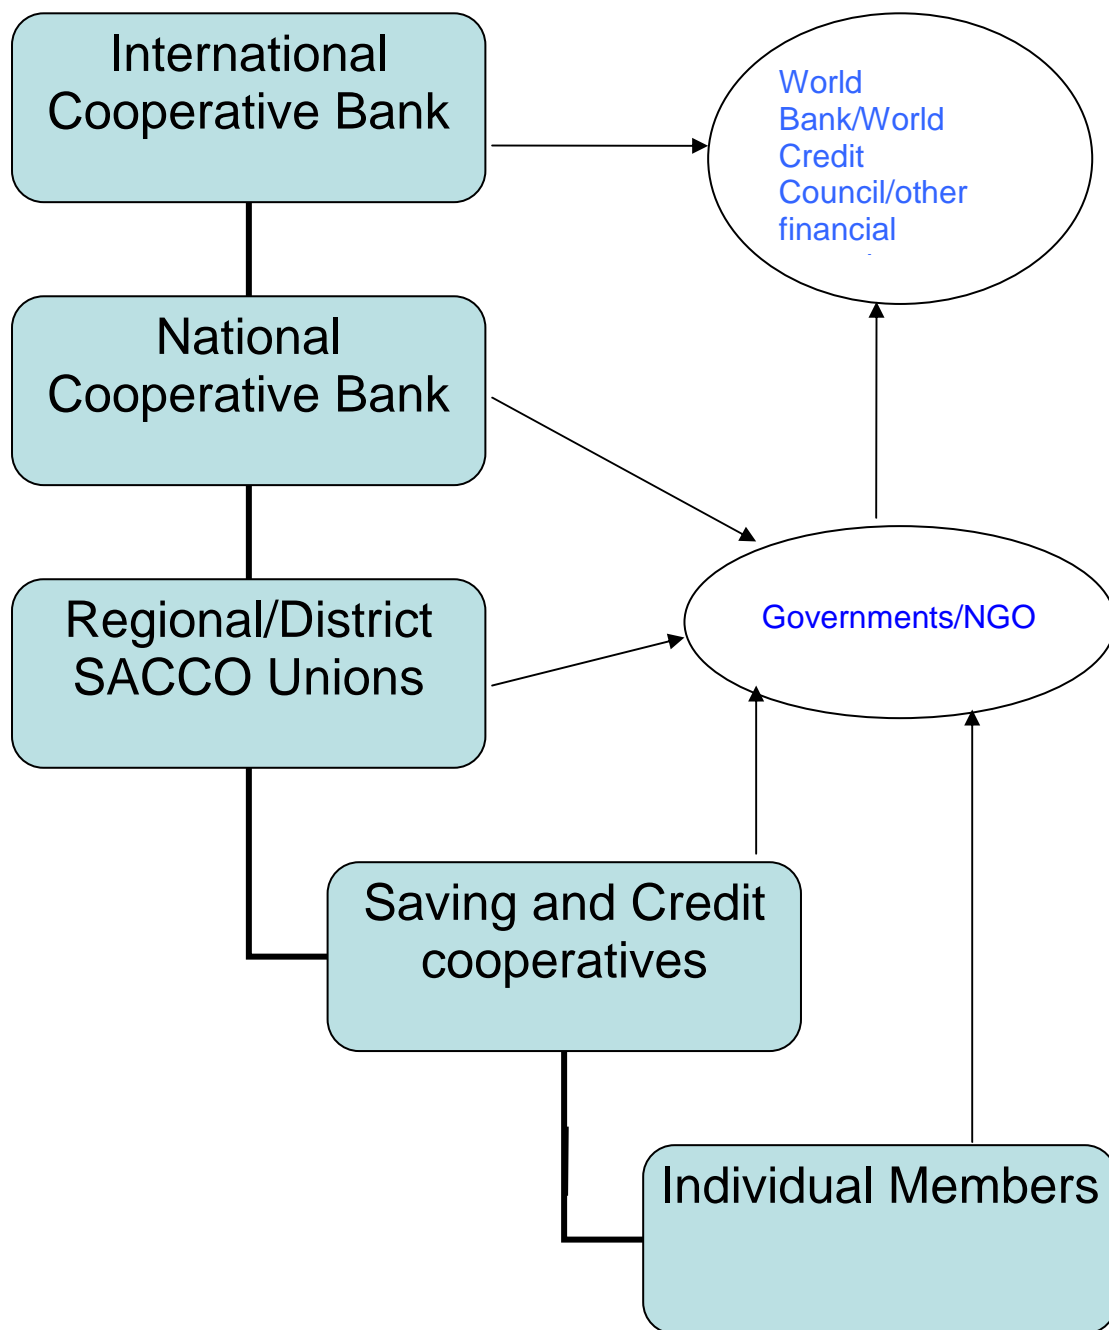 International
Cooperative Bank
World
Bank/World
Credit
Council/other
financial
National
Cooperative Bank
Regional/District
SACCO Unions
Governments/NGO
Saving and Credit
cooperatives
Individual Members